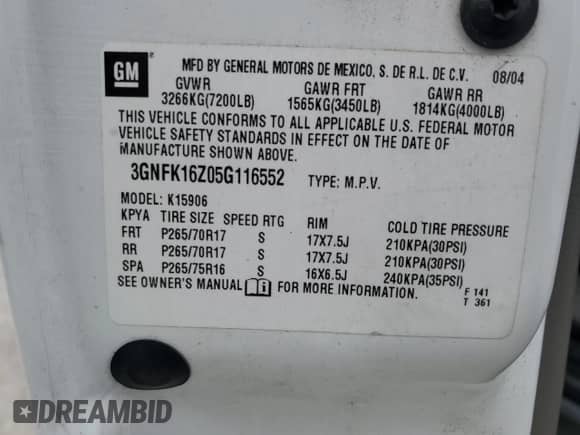 GM
MFD BY GENERAL MOTORS DE MEXICO, S. DE R.L. DE C.V. 08/04
GVWR GAWR FRT GAWR RR
3266KG(7200LB) 1565KG(3450LB) 1814KG(4000LB)
THIS VEHICLE CONFORMS TO ALL APPLICABLE U.S. FEDERAL MOTOR
VEHICLE SAFETY STANDARDS IN EFFECT ON THE DATE OF
MANUFACTURE SHOWN ABOVE.
3GNFK16Z05G116552 TYPE: M.P.V.
MODEL: K15906
KPYA TIRE SIZE SPEED RTG RIM COLD TIRE PRESSURE
FRT P265/70R17 S 17X7.5J 210KPA(30PSI)
RR P265/70R17 S 17X7.5J 210KPA(30PSI)
SPA P265/75R16 S 16X6.5J 240KPA(35PSI)
SEE OWNER'S MANUAL FOR MORE INFORMATION. F 141
T 361
DREAMBID